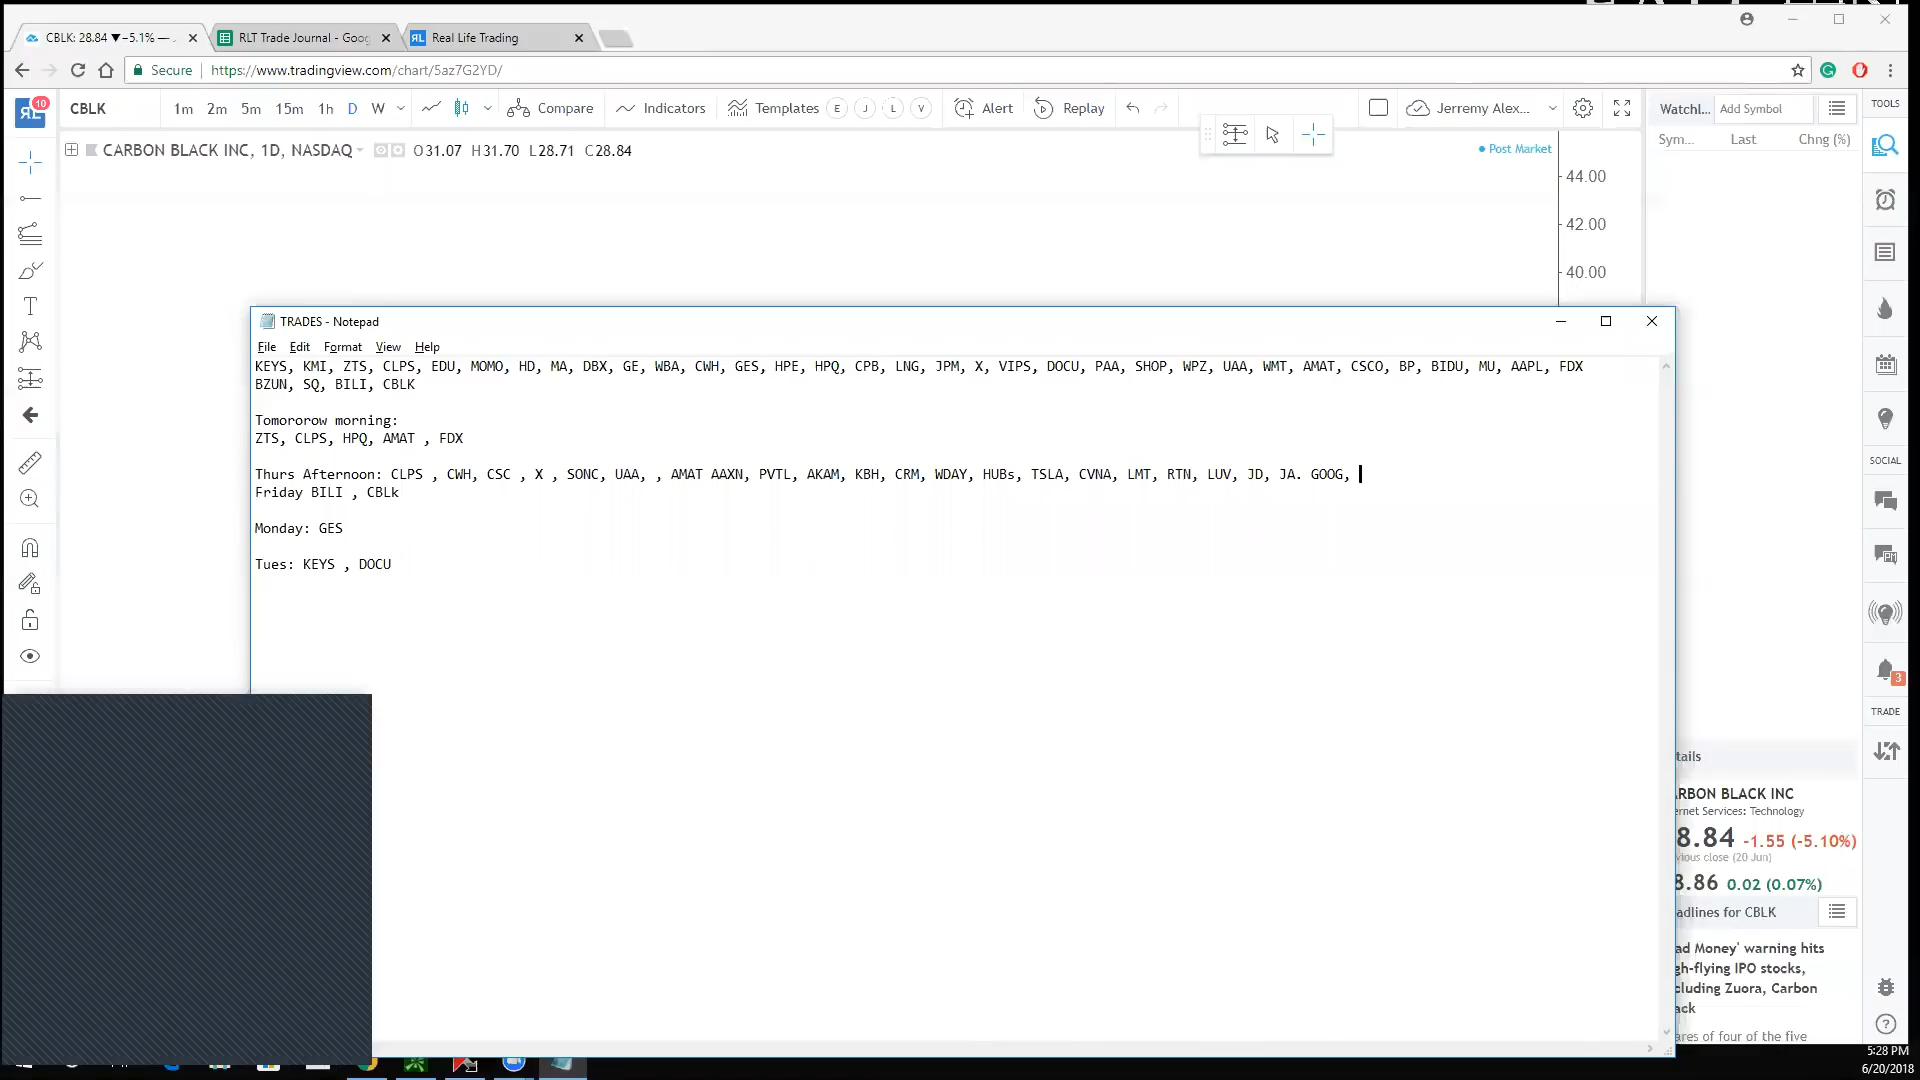 CBLK: 28.84 ▼−5.1% —
RLT Trade Journal - Goog
Real Life Trading
Secure
https://www.tradingview.com/chart/5az7G2YD/
10
CBLK
1m 2m 5m 15m 1h D W
Compare
Indicators
Templates
E J L V
Alert
Replay
Jerremy Alex...
Watchl...
Add Symbol
TOOLS
CARBON BLACK INC, 1D, NASDAQ
O31.07 H31.70 L28.71 C28.84
Post Market
Sym... Last Chng (%)
44.00
42.00
40.00
TRADES - Notepad
File Edit Format View Help
KEYS, KMI, ZTS, CLPS, EDU, MOMO, HD, MA, DBX, GE, WBA, CWH, GES, HPE, HPQ, CPB, LNG, JPM, X, VIPS, DOCU, PAA, SHOP, WPZ, UAA, WMT, AMAT, CSCO, BP, BIDU, MU, AAPL, FDX
BZUN, SQ, BILI, CBLK
Tomororow morning:
ZTS, CLPS, HPQ, AMAT , FDX
Thurs Afternoon: CLPS , CWH, CSC , X , SONC, UAA, , AMAT AAXN, PVTL, AKAM, KBH, CRM, WDAY, HUBs, TSLA, CVNA, LMT, RTN, LUV, JD, JA. GOOG,
Friday BILI , CBLk
Monday: GES
Tues: KEYS , DOCU
SOCIAL
3
TRADE
tails
RBON BLACK INC
ernet Services: Technology
8.84 -1.55 (-5.10%)
vious close (20 Jun)
8.86 0.02 (0.07%)
adlines for CBLK
ad Money' warning hits
gh-flying IPO stocks,
cluding Zuora, Carbon
ack
ares of four of the five
5:28 PM
6/20/2018